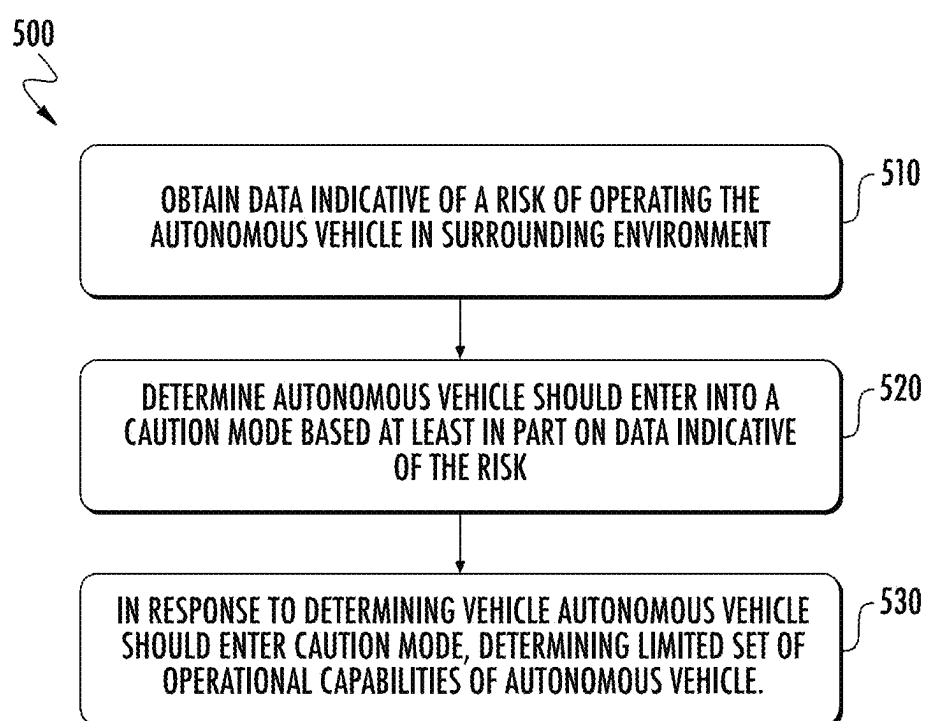 500
OBTAIN DATA INDICATIVE OF A RISK OF OPERATING THE
AUTONOMOUS VEHICLE IN SURROUNDING ENVIRONMENT
510
DETERMINE AUTONOMOUS VEHICLE SHOULD ENTER INTO A
CAUTION MODE BASED AT LEAST IN PART ON DATA INDICATIVE
OF THE RISK
520
IN RESPONSE TO DETERMINING VEHICLE AUTONOMOUS VEHICLE
SHOULD ENTER CAUTION MODE, DETERMINING LIMITED SET OF
OPERATIONAL CAPABILITIES OF AUTONOMOUS VEHICLE.
530